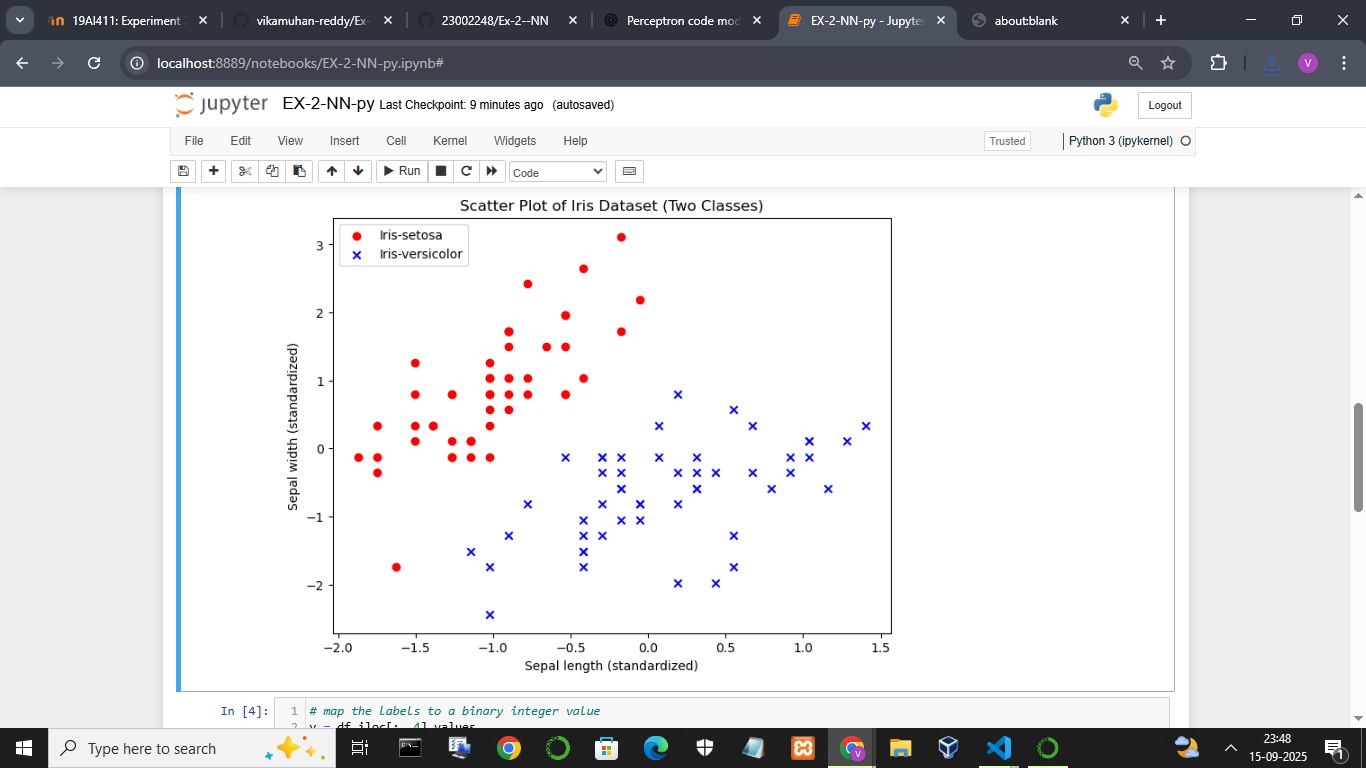 19AI411: Experiment
vikamuhan-reddy/Ex-
23002248/Ex-2--NN
Perceptron code mod
EX-2-NN-py - Jupyte
about:blank
localhost:8889/notebooks/EX-2-NN-py.ipynb#
V
jupyter EX-2-NN-py Last Checkpoint: 9 minutes ago (autosaved)
Logout
File Edit View Insert Cell Kernel Widgets Help
Trusted
Python 3 (ipykernel)
Run
Code
Scatter Plot of Iris Dataset (Two Classes)
Iris-setosa
Iris-versicolor
3
2
1
0
−1
−2
Sepal width (standardized)
−2.0 −1.5 −1.0 −0.5 0.0 0.5 1.0 1.5
Sepal length (standardized)
In [4]:
1 # map the labels to a binary integer value
2 y = df.iloc[:, 4].values
Type here to search
23:48
15-09-2025
1